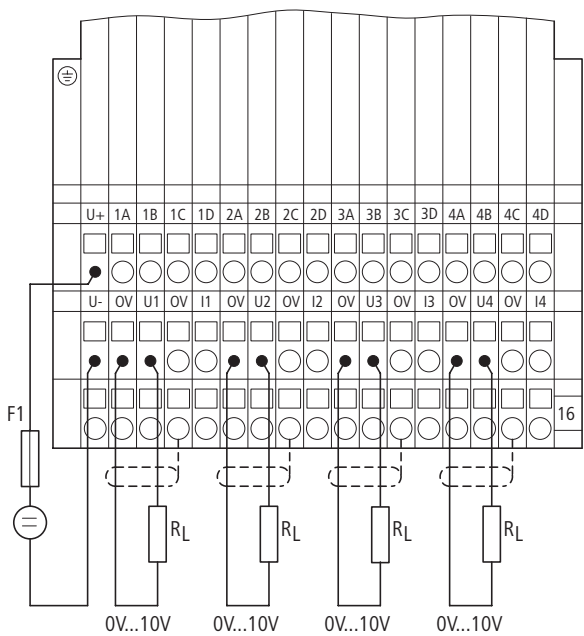 U+ 1A 1B 1C 1D 2A 2B 2C 2D 3A 3B 3C 3D 4A 4B 4C 4D
U- 0V U1 0V I1 0V U2 0V I2 0V U3 0V I3 0V U4 0V I4
16
F1
RL RL RL RL
0V...10V 0V...10V 0V...10V 0V...10V